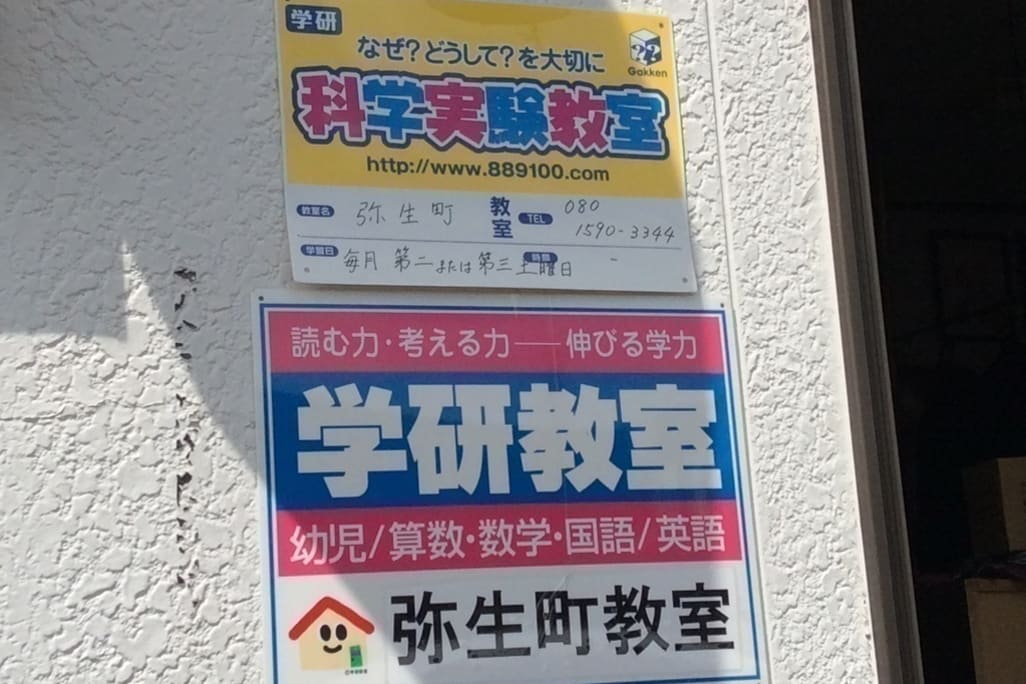 学研
なぜ?どうして?を大切に
Gakken
科学実験教室
http://www.889100.com
教室名 弥生町 教室 TEL 080
1590-3344
学習日 毎月 第二または第三土曜日 時間 -
読む力・考える力――伸びる学力
学研教室
幼児/算数・数学・国語/英語
弥生町教室